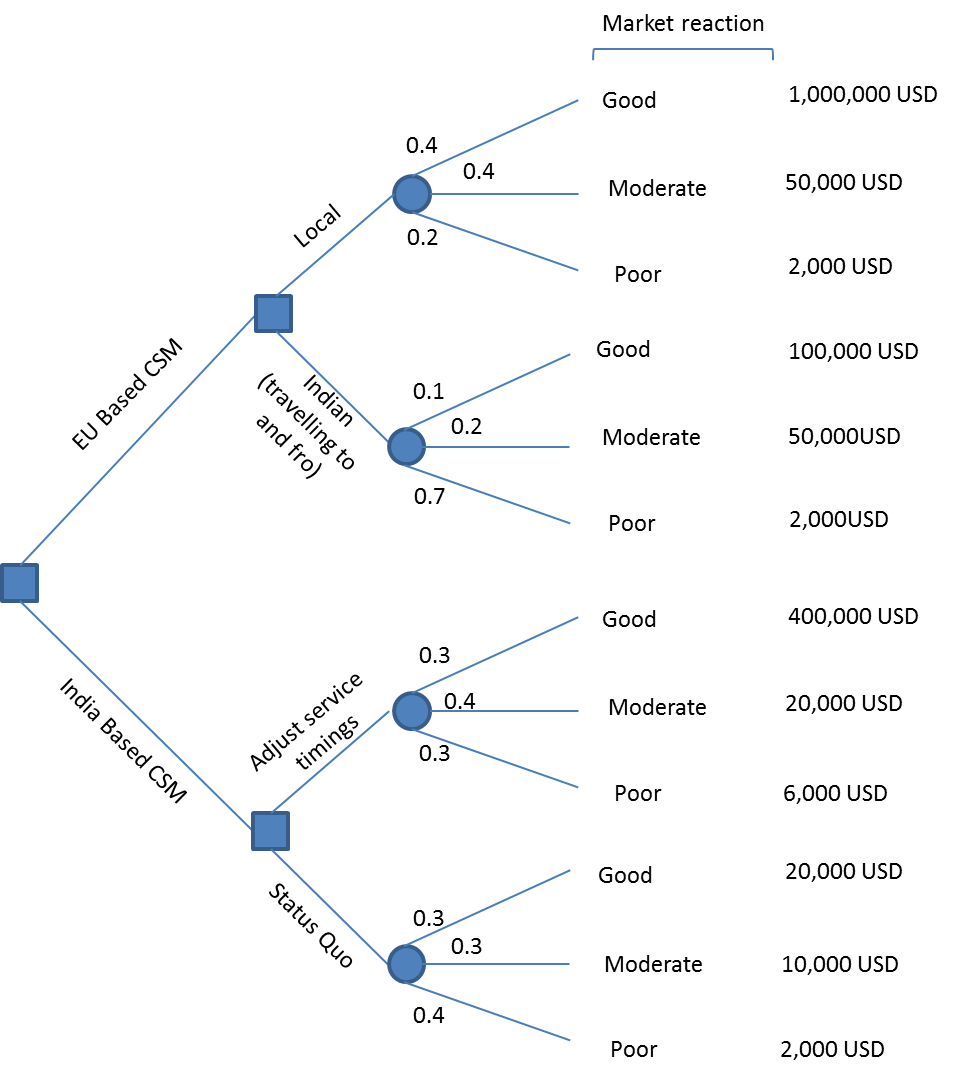 Market reaction
Good
1,000,000 USD
0.4
0.4
Moderate
50,000 USD
Local
0.2
Poor
2,000 USD
EU Based CSM
Good
100,000 USD
Indian
(travelling to
and fro)
0.1
0.2
Moderate
50,000USD
0.7
Poor
2,000USD
Good
400,000 USD
0.3
India Based CSM
Adjust service
timings
0.4
Moderate
20,000 USD
0.3
Poor
6,000 USD
Good
20,000 USD
Status Quo
0.3
0.3
Moderate
10,000 USD
0.4
Poor
2,000 USD